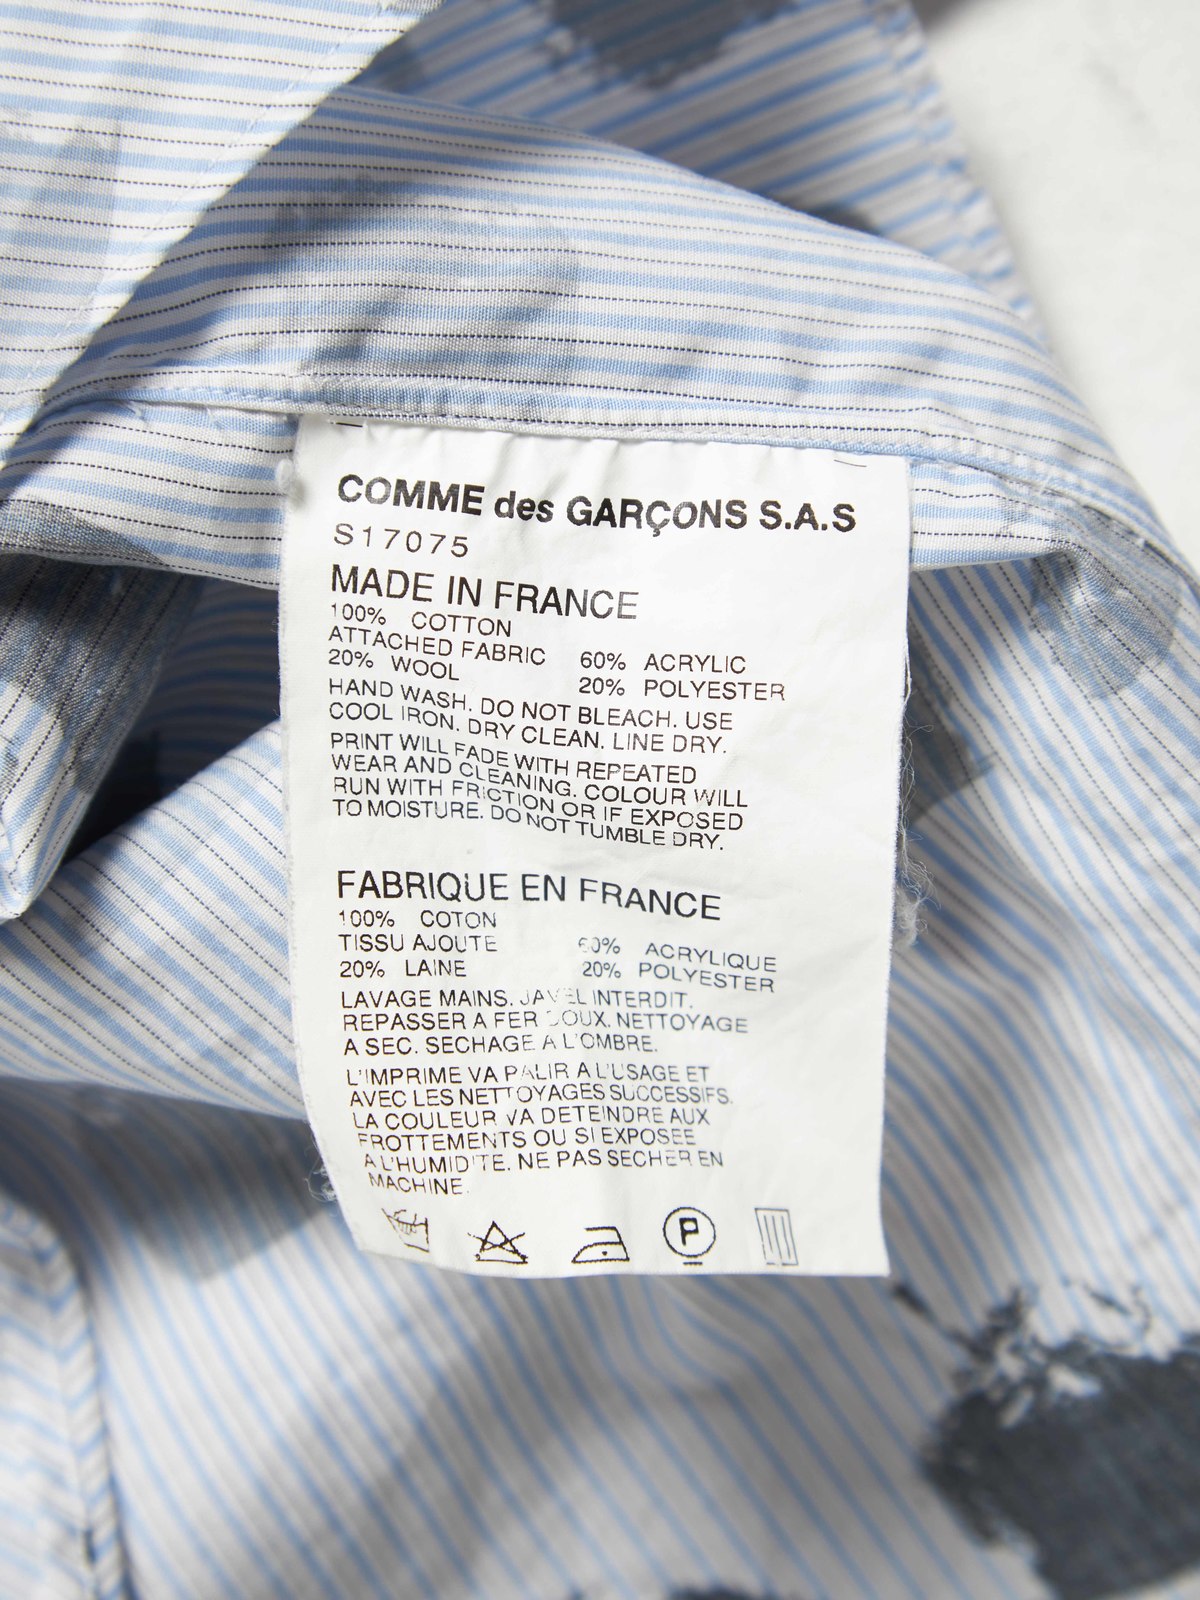 COMME des GARÇONS S.A.S
S17075
MADE IN FRANCE
100% COTTON
ATTACHED FABRIC 60% ACRYLIC
20% WOOL 20% POLYESTER
HAND WASH. DO NOT BLEACH. USE
COOL IRON. DRY CLEAN. LINE DRY.
PRINT WILL FADE WITH REPEATED
WEAR AND CLEANING. COLOUR WILL
RUN WITH FRICTION OR IF EXPOSED
TO MOISTURE. DO NOT TUMBLE DRY.
FABRIQUE EN FRANCE
100% COTON
TISSU AJOUTE 60% ACRYLIQUE
20% LAINE 20% POLYESTER
LAVAGE MAINS. JAVEL INTERDIT.
REPASSER A FER DOUX. NETTOYAGE
A SEC. SECHAGE A L'OMBRE.
L'IMPRIME VA PALIR A L'USAGE ET
AVEC LES NETTOYAGES SUCCESSIFS.
LA COULEUR VA DETEINDRE AUX
FROTTEMENTS OU SI EXPOSEE
A L'HUMIDITE. NE PAS SECHER EN
MACHINE.
P